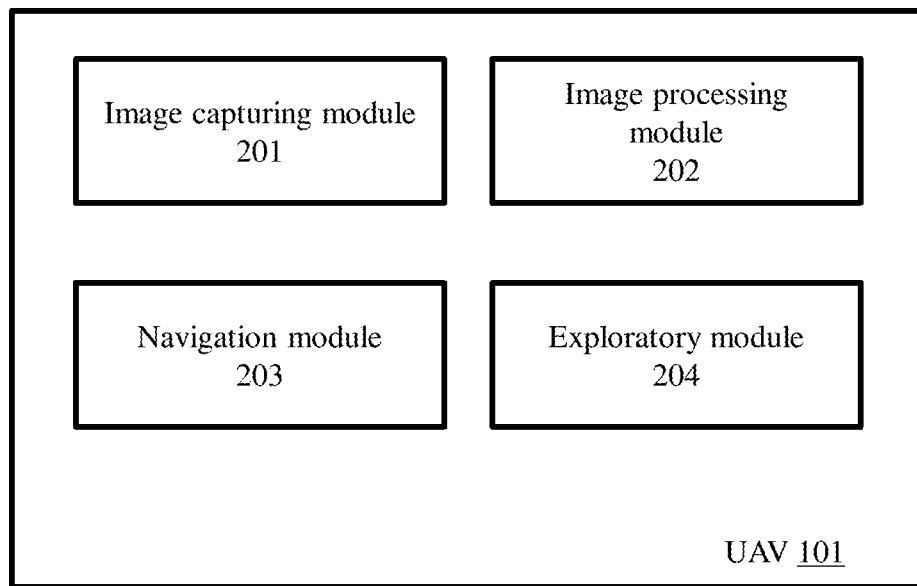 Image capturing module
201
Image processing
module
202
Navigation module
203
Exploratory module
204
UAV 101